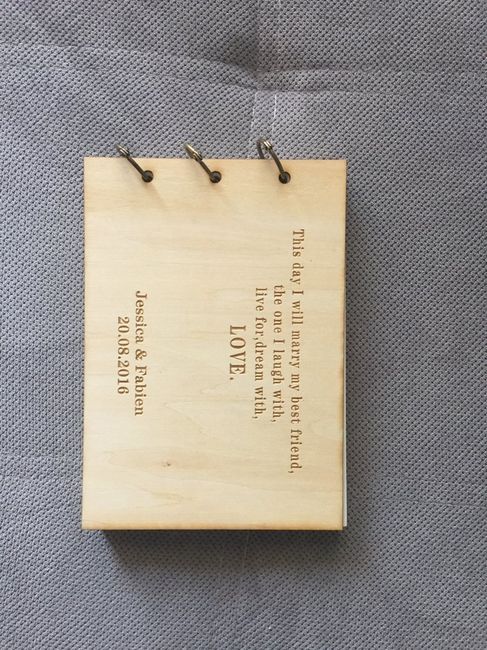 This day I will marry my best friend,
the one I laugh with,
live for,dream with,
LOVE.
Jessica & Fabien
20.08.2016